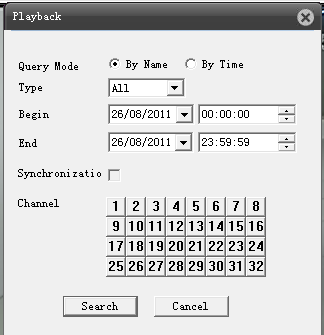 Playback
Query Mode By Name By Time
Type All
Begin 26/08/2011 00:00:00
End 26/08/2011 23:59:59
Synchronizatio
Channel 1 2 3 4 5 6 7 8
9 10 11 12 13 14 15 16
17 18 19 20 21 22 23 24
25 26 27 28 29 30 31 32
Search Cancel